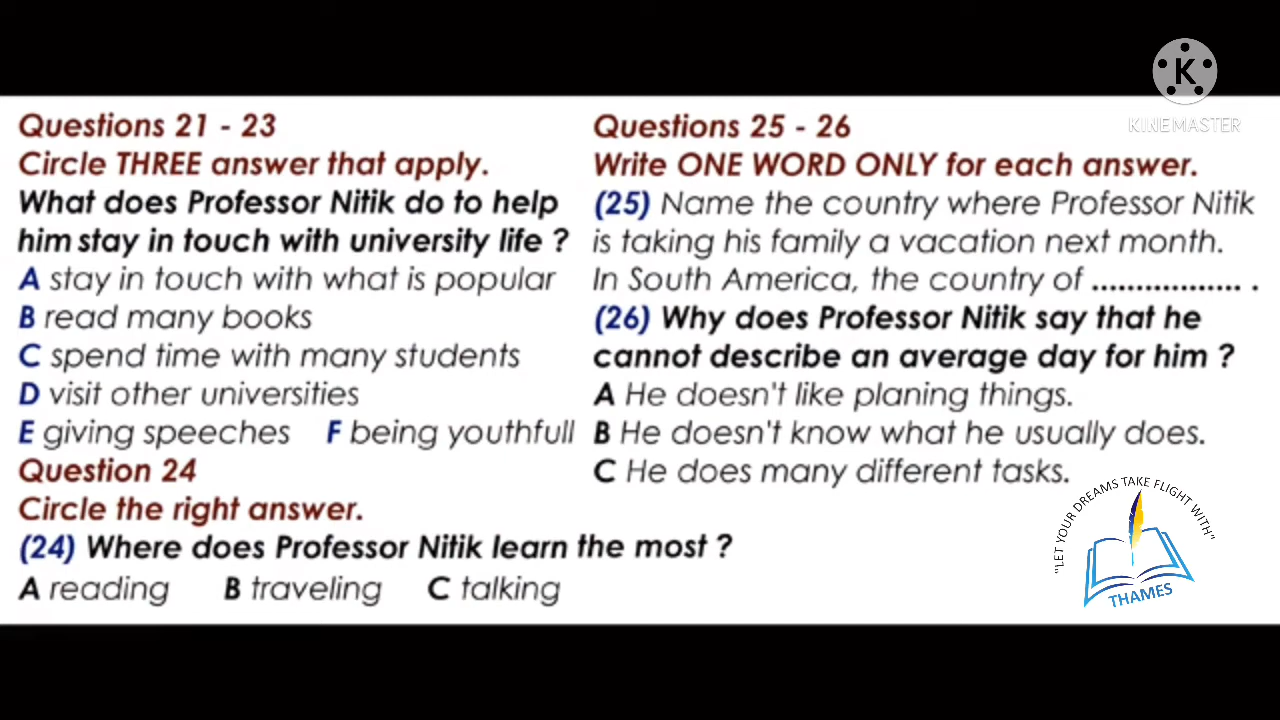 KINEMASTER
Questions 21 - 23
Circle THREE answer that apply.
What does Professor Nitik do to help
him stay in touch with university life ?
A stay in touch with what is popular
B read many books
C spend time with many students
D visit other universities
E giving speeches F being youthfull
Question 24
Circle the right answer.
(24) Where does Professor Nitik learn the most ?
A reading B traveling C talking
Questions 25 - 26
Write ONE WORD ONLY for each answer.
(25) Name the country where Professor Nitik
is taking his family a vacation next month.
In South America, the country of ................. .
(26) Why does Professor Nitik say that he
cannot describe an average day for him ?
A He doesn't like planing things.
B He doesn't know what he usually does.
C He does many different tasks.
"LET YOUR DREAMS TAKE FLIGHT WITH"
THAMES